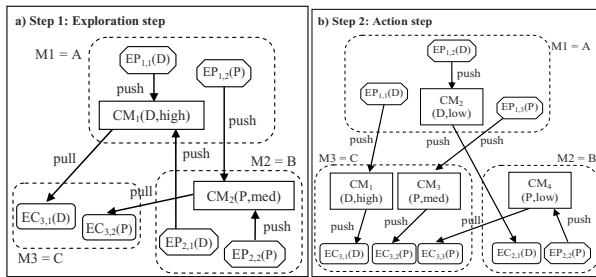 a) Step 1: Exploration step
M1 = A
EP1,1(D)
EP1,2(P)
push
push
CM1(D,high)
pull
push
M2 = B
pull
CM2(P,med)
EC3,1(D)
EC3,2(P)
push
EP2,1(D)
EP2,2(P)
M3 = C
b) Step 2: Action step
EP1,2(D)
M1 = A
push
EP1,1(D)
CM2
(D,low)
EP1,3(P)
push
push
M3 = C
push
M2 = B
CM1
(D,high)
CM3
(P,med)
CM4
(P,low)
pull
push
push
push
EC3,1(D)
EC3,2(P)
EC3,3(P)
EC2,1(D)
EP2,2(P)